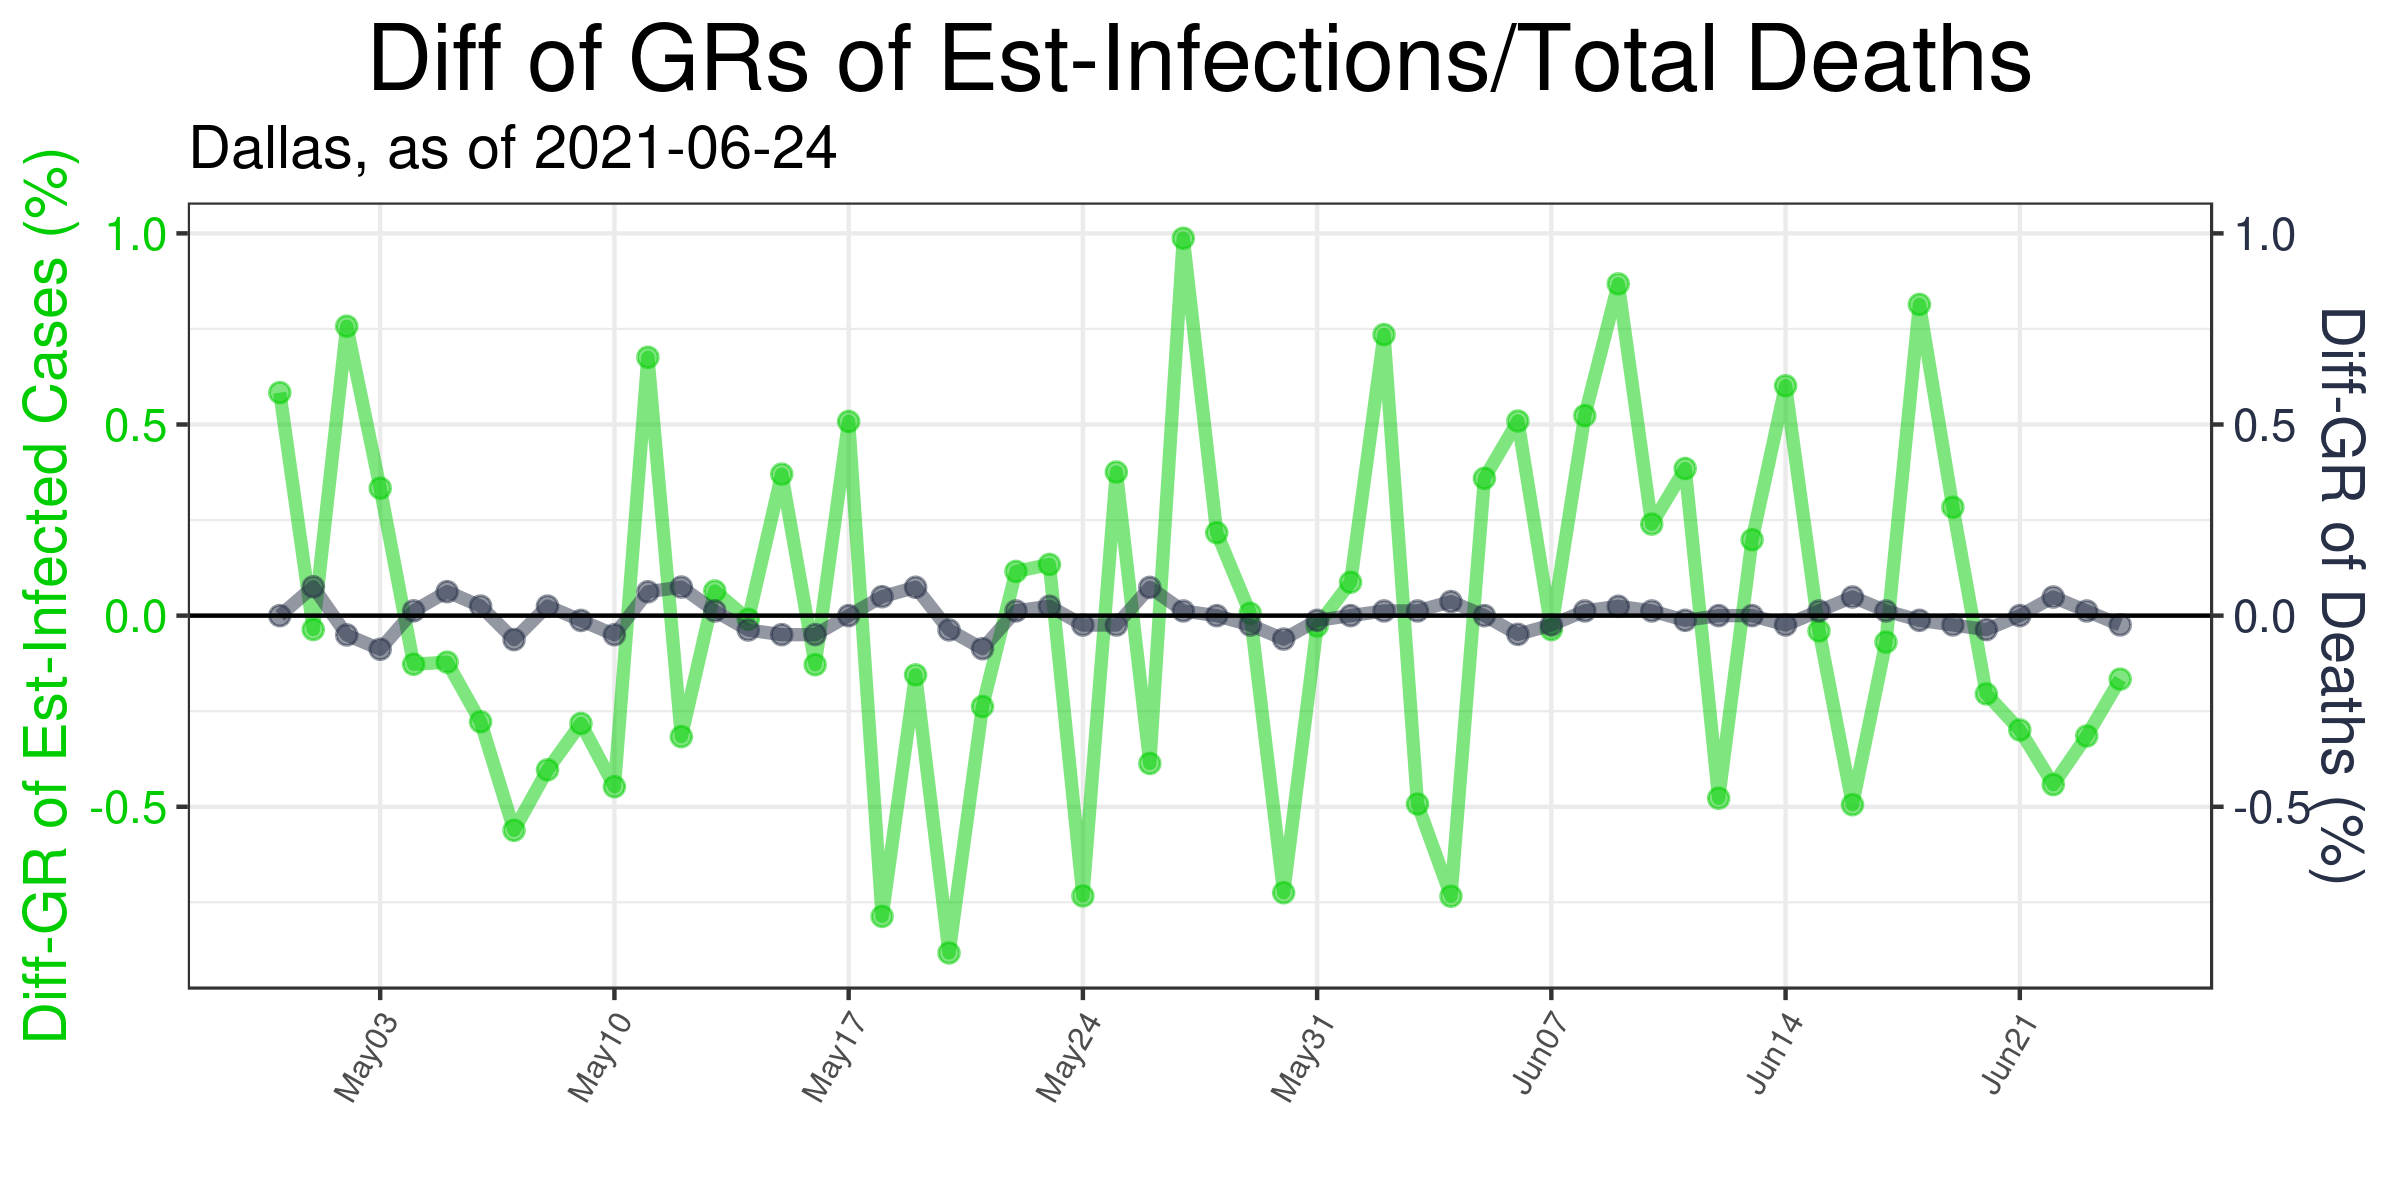 Diff of GRs of Est-Infections/Total Deaths
Dallas, as of 2021-06-24
Diff-GR of Est-Infected Cases (%)
1.0
0.5
0.0
-0.5
1.0
0.5
0.0
-0.5
Diff-GR of Deaths (%)
May03
May10
May17
May24
May31
Jun07
Jun14
Jun21